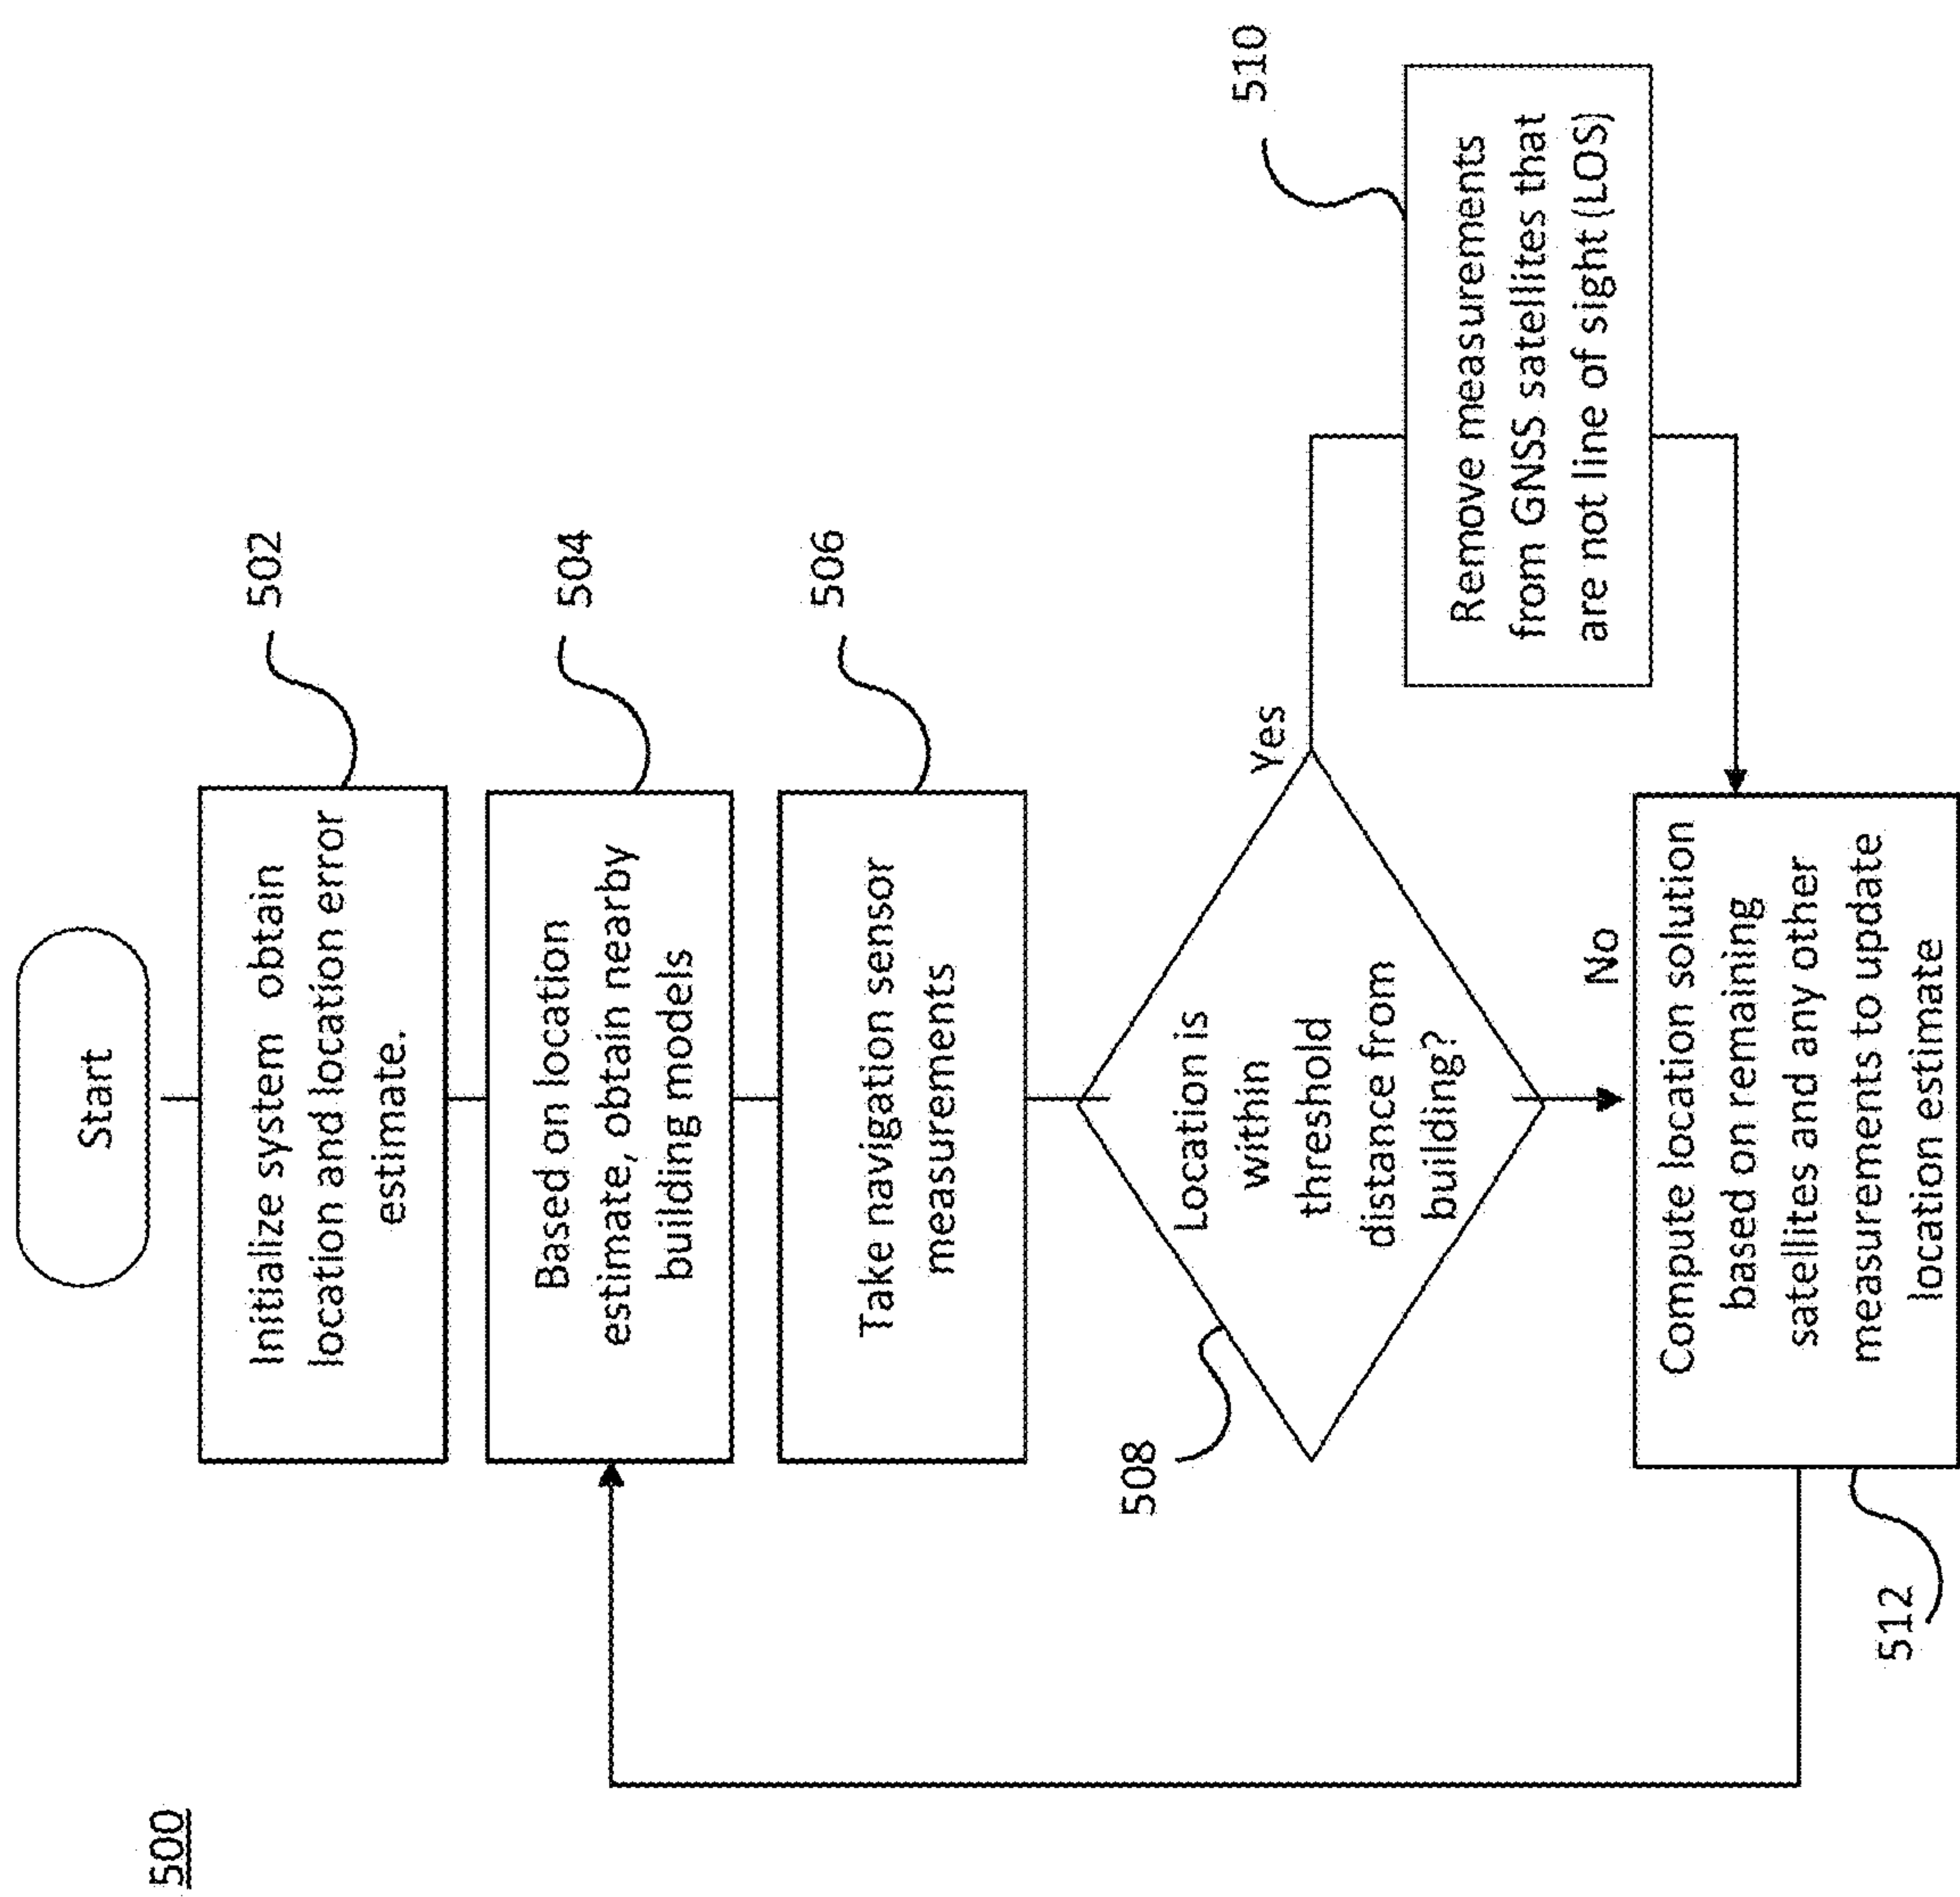 500
Start
Initialize system obtain
location and location error
estimate.
502
Based on location
estimate, obtain nearby
building models
504
Take navigation sensor
measurements
506
Location is
within
threshold
distance from
building?
508
Yes
No
Remove measurements
from GNSS satellites that
are not line of sight (LOS)
510
Compute location solution
based on remaining
satellites and any other
measurements to update
location estimate
512